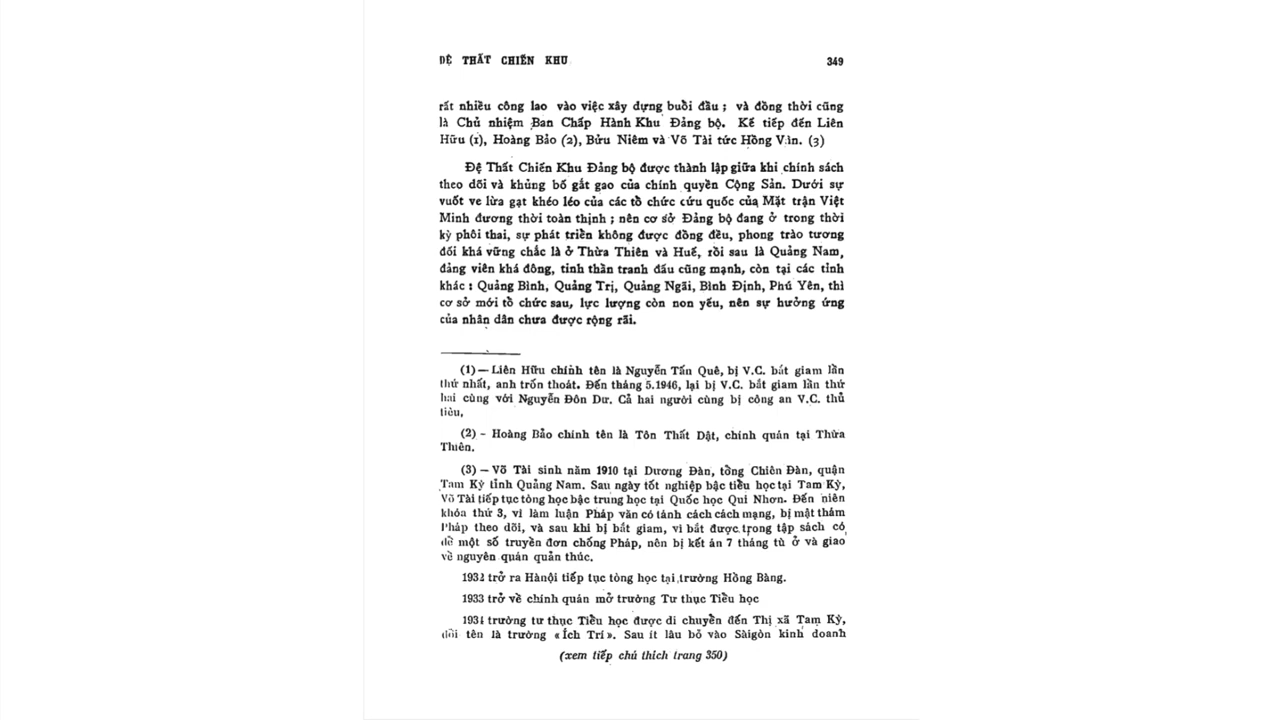 ĐỆ THẤT CHIẾN KHU
349
rất nhiều công lao vào việc xây dựng buổi đầu ; và đồng thời cũng
là Chủ nhiệm Ban Chấp Hành Khu Đảng bộ. Kế tiếp đến Liên
Hữu (1), Hoàng Bảo (2), Bửu Niêm và Võ Tài tức Hồng Vân. (3)
Đệ Thất Chiến Khu Đảng bộ được thành lập giữa khi chính sách
theo dõi và khủng bố gắt gao của chính quyền Cộng Sản. Dưới sự
vuốt ve lừa gạt khéo léo của các tổ chức cứu quốc của Mặt trận Việt
Minh đương thời toàn thịnh ; nên cơ sở Đảng bộ đang ở trong thời
kỳ phôi thai, sự phát triển không được đồng đều, phong trào tương
đối khá vững chắc là ở Thừa Thiên và Huế, rồi sau là Quảng Nam,
đảng viên khá đông, tinh thần tranh đấu cũng mạnh, còn tại các tỉnh
khác : Quảng Bình, Quảng Trị, Quảng Ngãi, Bình Định, Phú Yên, thì
cơ sở mới tổ chức sau, lực lượng còn non yếu, nên sự hưởng ứng
của nhân dân chưa được rộng rãi.
(1) — Liên Hữu chính tên là Nguyễn Tấn Quê, bị V.C. bắt giam lần
thứ nhất, anh trốn thoát. Đến tháng 5.1946, lại bị V.C. bắt giam lần thứ
hai cùng với Nguyễn Đôn Dư. Cả hai người cùng bị công an V.C. thủ
tiêu,
(2) - Hoàng Bảo chính tên là Tôn Thất Dật, chính quán tại Thừa
Thiên.
(3) — Võ Tài sinh năm 1910 tại Dương Đàn, tổng Chiên Đàn, quận
Tam Kỳ tỉnh Quảng Nam. Sau ngày tốt nghiệp bậc tiểu học tại Tam Kỳ,
Võ Tài tiếp tục tòng học bậc trung học tại Quốc học Qui Nhơn. Đến niên
khóa thứ 3, vì làm luận Pháp văn có tánh cách cách mạng, bị mật thám
Pháp theo dõi, và sau khi bị bắt giam, vì bắt được trong tập sách có
đề một số truyền đơn chống Pháp, nên bị kết án 7 tháng tù ở và giao
về nguyên quán quản thúc.
1932 trở ra Hànội tiếp tục tòng học tại trường Hồng Bàng.
1933 trở về chính quán mở trường Tư thục Tiểu học
1934 trường tư thục Tiểu học được di chuyển đến Thị xã Tam Kỳ,
đổi tên là trường « Ích Trí ». Sau ít lâu bỏ vào Sàigòn kinh doanh
(xem tiếp chú thích trang 350)